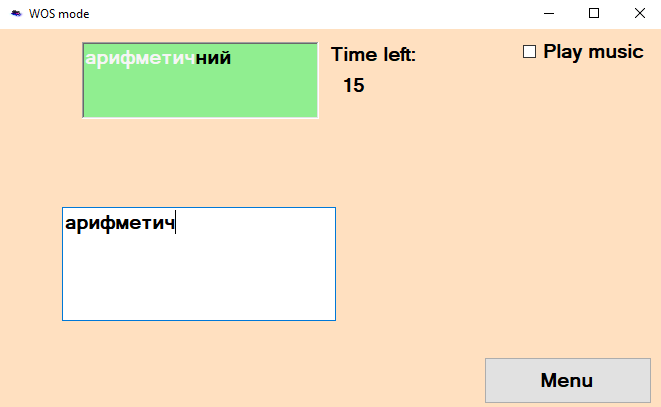 WOS mode
арифметичний
Time left:
15
Play music
арифметич
Menu